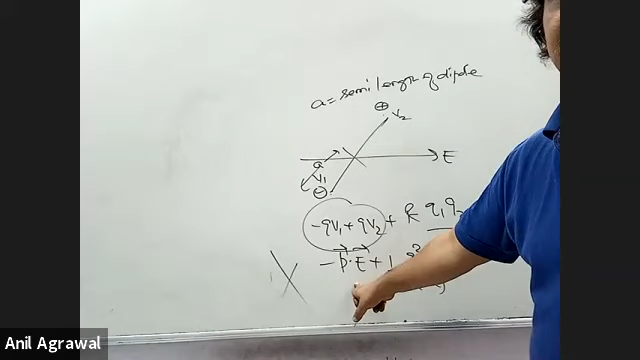 a = semi length of dipole
⊕
V₂
E
a
V₁
⊖
-qV₁ + qV₂ + k q₁q₂
- p⃗·E⃗ + 1
Anil Agrawal